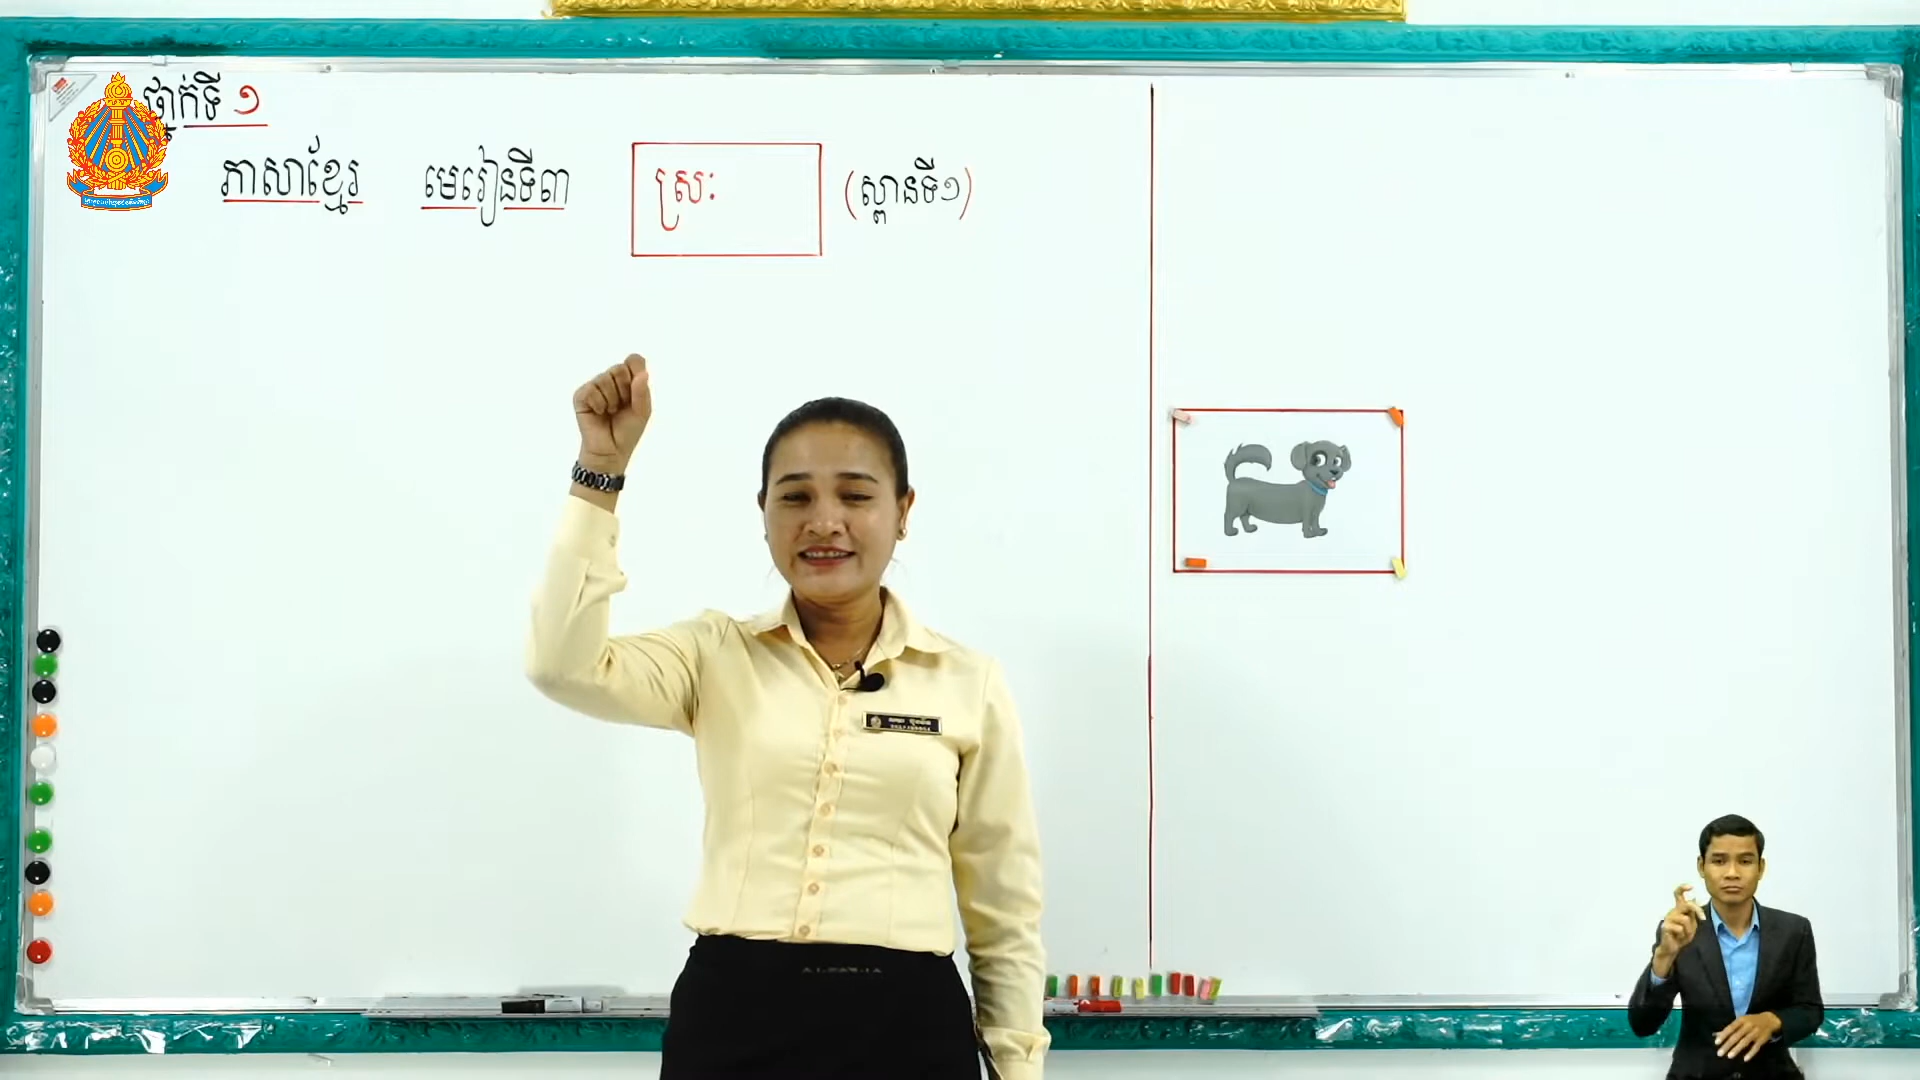 ថ្នាក់ទី ១
ភាសាខ្មែរ មេរៀនទី៣ ស្រៈ (ស្ពានទី១)